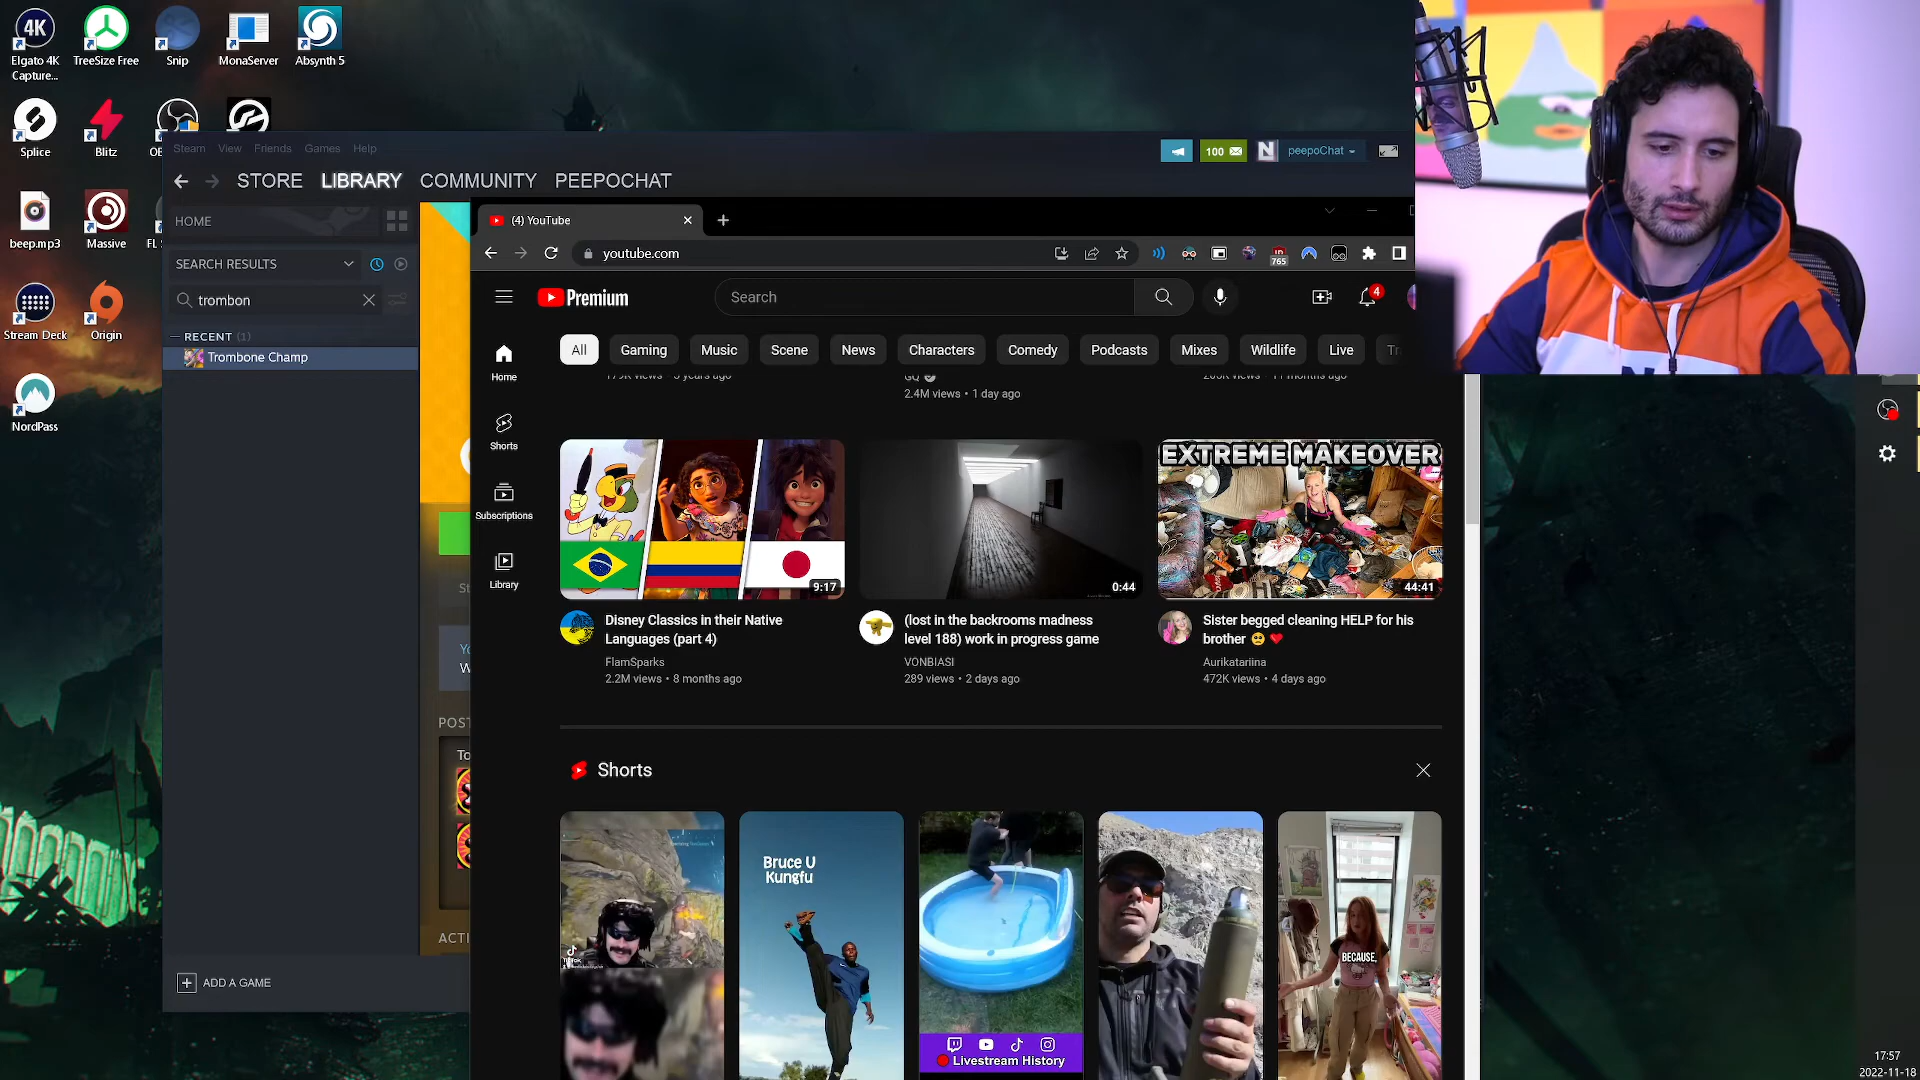 Elgato 4K
Capture...
TreeSize Free
Snip
MonaServer
Absynth 5
Splice
Blitz
beep.mp3
Massive
Stream Deck
Origin
NordPass
Steam View Friends Games Help
100
peepoChat
STORE LIBRARY COMMUNITY PEEPOCHAT
HOME
SEARCH RESULTS
trombon
RECENT (1)
Trombone Champ
ADD A GAME
(4) YouTube
youtube.com
765
Premium
Search
4
All Gaming Music Scene News Characters Comedy Podcasts Mixes Wildlife Live
Home
Shorts
Subscriptions
Library
GQ
2.4M views • 1 day ago
9:17
0:44
EXTREME MAKEOVER
44:41
Disney Classics in their Native
Languages (part 4)
FlamSparks
2.2M views • 8 months ago
(lost in the backrooms madness
level 188) work in progress game
VONBIASI
289 views • 2 days ago
Sister begged cleaning HELP for his
brother 🥺 ❤️
Aurikatariina
472K views • 4 days ago
Shorts
Bruce U
Kungfu
Livestream History
BECAUSE,
17:57
2022-11-18